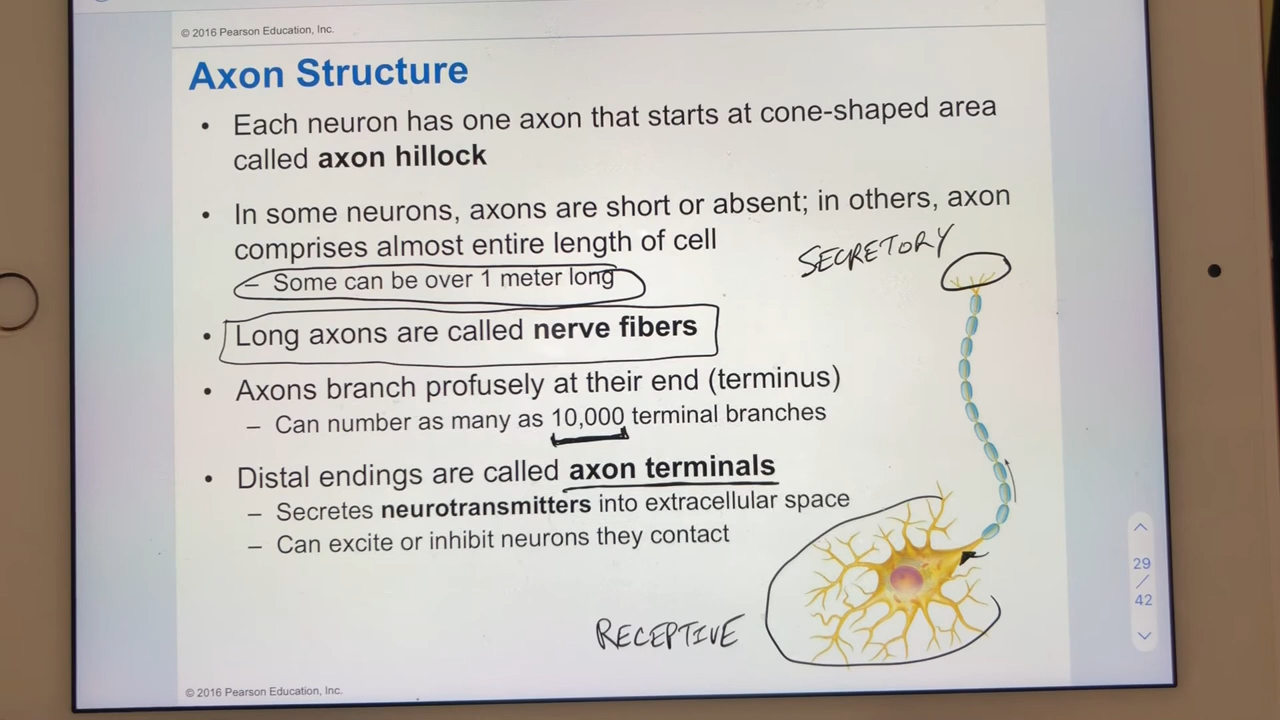 © 2016 Pearson Education, Inc.
Axon Structure
• Each neuron has one axon that starts at cone-shaped area
called axon hillock
• In some neurons, axons are short or absent; in others, axon
comprises almost entire length of cell
– Some can be over 1 meter long
• Long axons are called nerve fibers
• Axons branch profusely at their end (terminus)
– Can number as many as 10,000 terminal branches
• Distal endings are called axon terminals
– Secretes neurotransmitters into extracellular space
– Can excite or inhibit neurons they contact
SECRETORY
RECEPTIVE
29
/
42
© 2016 Pearson Education, Inc.